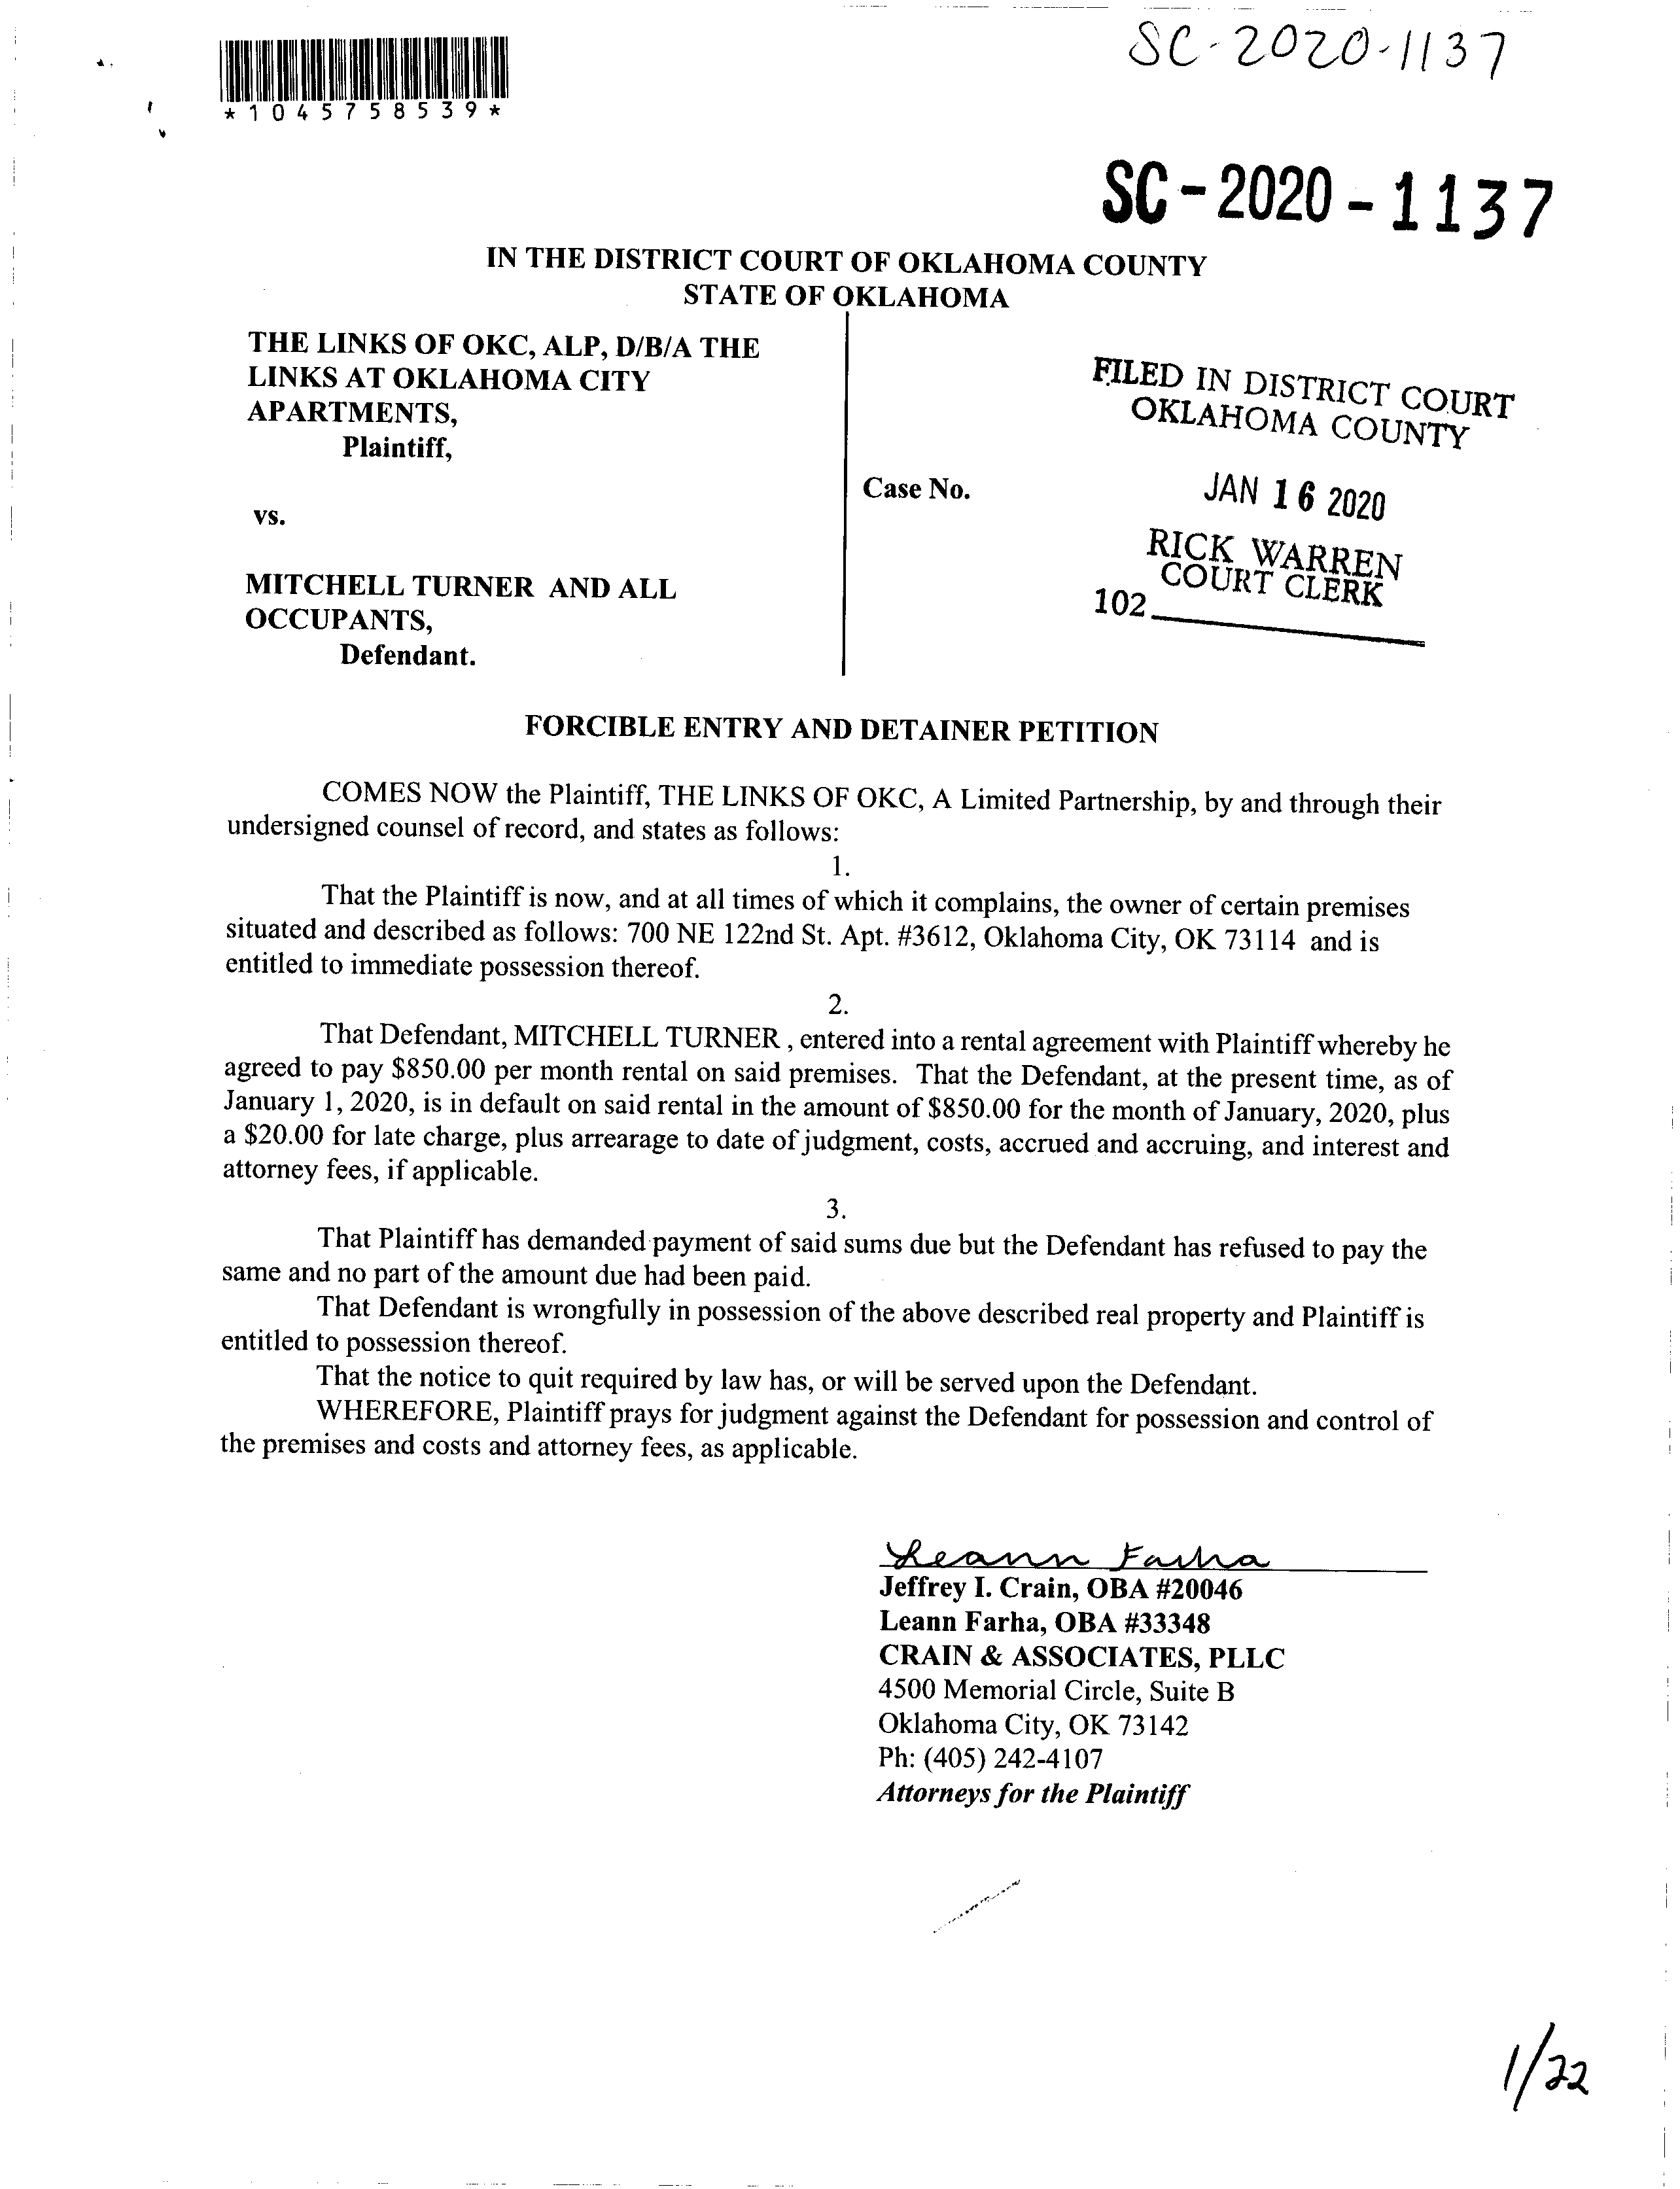 SC-2020-1137
*1045758539*
SC-2020-1137
IN THE DISTRICT COURT OF OKLAHOMA COUNTY
STATE OF OKLAHOMA
THE LINKS OF OKC, ALP, D/B/A THE
LINKS AT OKLAHOMA CITY
APARTMENTS,
Plaintiff,
vs.
MITCHELL TURNER AND ALL
OCCUPANTS,
Defendant.
Case No.
FILED IN DISTRICT COURT
OKLAHOMA COUNTY
JAN 16 2020
RICK WARREN
COURT CLERK
102
FORCIBLE ENTRY AND DETAINER PETITION
COMES NOW the Plaintiff, THE LINKS OF OKC, A Limited Partnership, by and through their
undersigned counsel of record, and states as follows:
1.
That the Plaintiff is now, and at all times of which it complains, the owner of certain premises
situated and described as follows: 700 NE 122nd St. Apt. #3612, Oklahoma City, OK 73114 and is
entitled to immediate possession thereof.
2.
That Defendant, MITCHELL TURNER , entered into a rental agreement with Plaintiff whereby he
agreed to pay $850.00 per month rental on said premises. That the Defendant, at the present time, as of
January 1, 2020, is in default on said rental in the amount of $850.00 for the month of January, 2020, plus
a $20.00 for late charge, plus arrearage to date of judgment, costs, accrued and accruing, and interest and
attorney fees, if applicable.
3.
That Plaintiff has demanded payment of said sums due but the Defendant has refused to pay the
same and no part of the amount due had been paid.
That Defendant is wrongfully in possession of the above described real property and Plaintiff is
entitled to possession thereof.
That the notice to quit required by law has, or will be served upon the Defendant.
WHEREFORE, Plaintiff prays for judgment against the Defendant for possession and control of
the premises and costs and attorney fees, as applicable.
Leann Farha
Jeffrey I. Crain, OBA #20046
Leann Farha, OBA #33348
CRAIN & ASSOCIATES, PLLC
4500 Memorial Circle, Suite B
Oklahoma City, OK 73142
Ph: (405) 242-4107
Attorneys for the Plaintiff
1/22